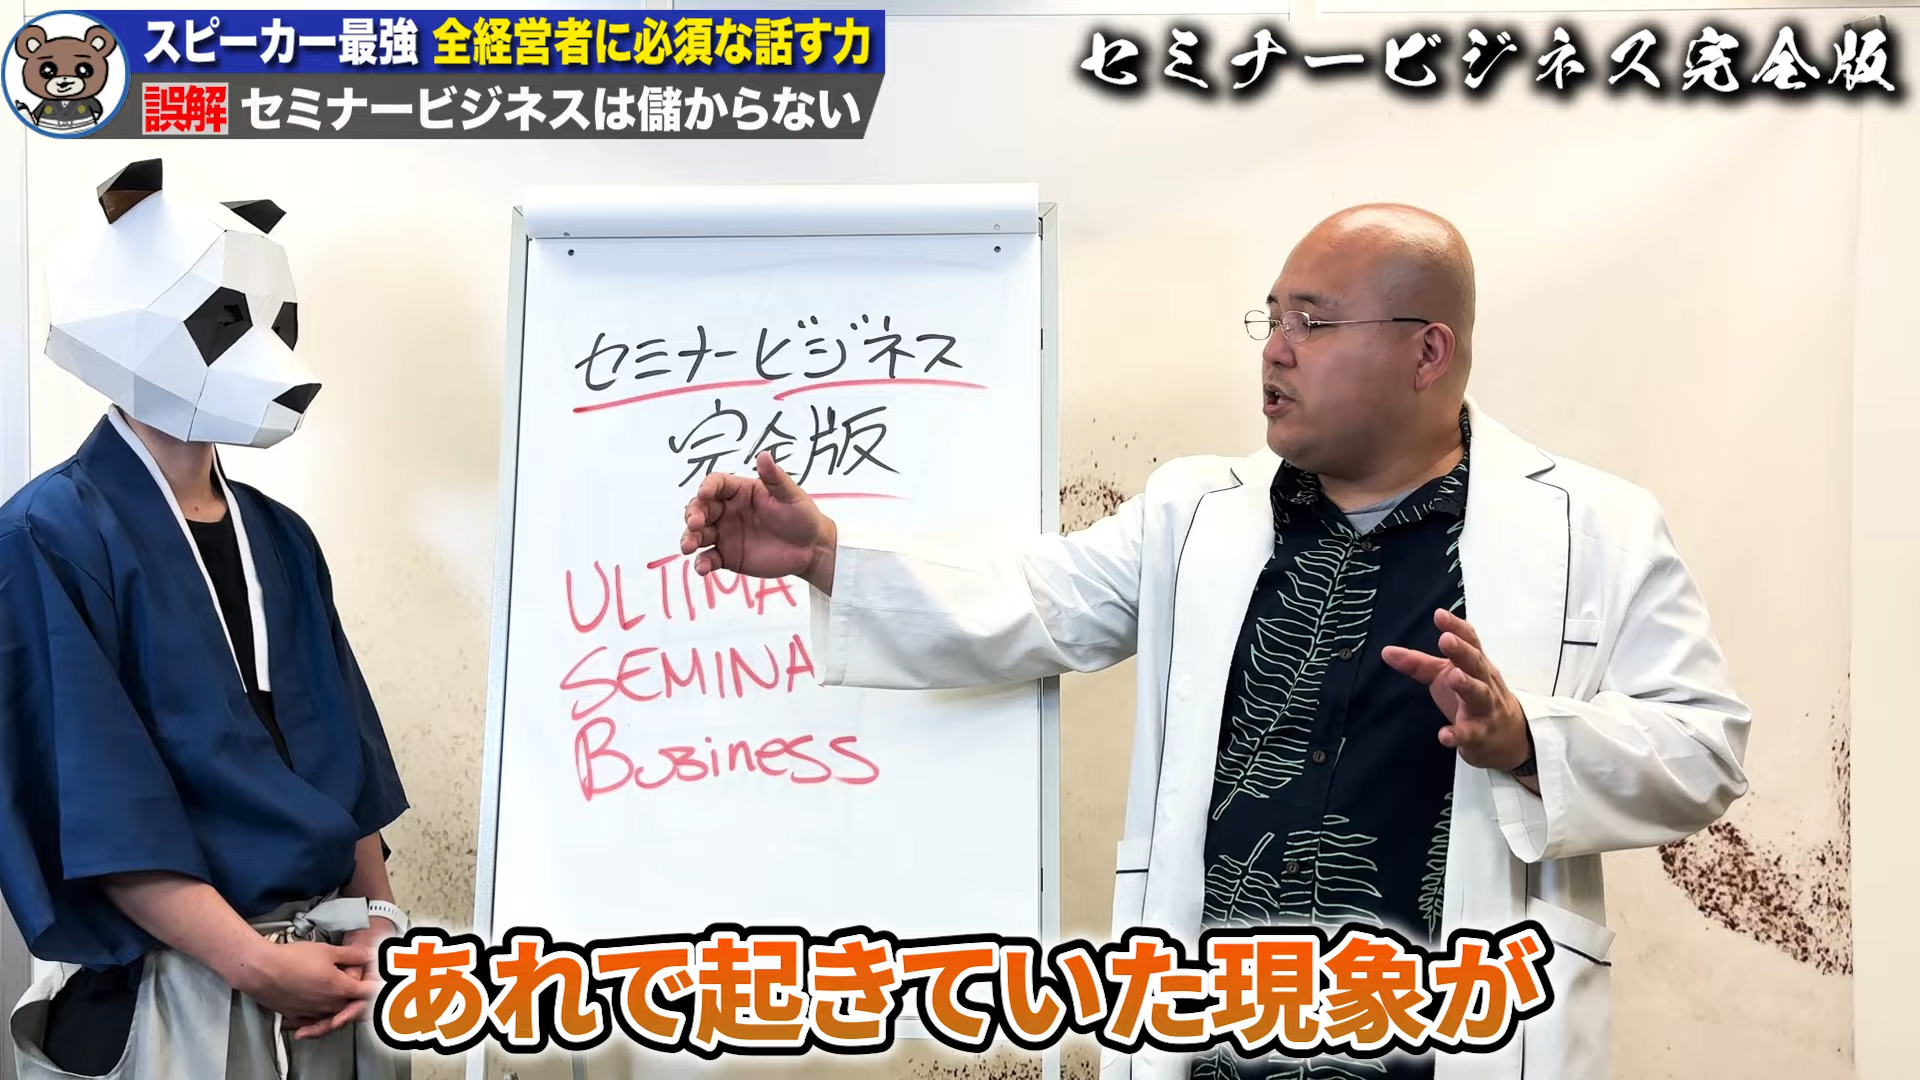 スピーカー最強 全経営者に必須な話す力
誤解 セミナービジネスは儲からない
セミナービジネス完全版
セミナービジネス
完全版
ULTIMA
SEMINA
Business
あれで起きていた現象が